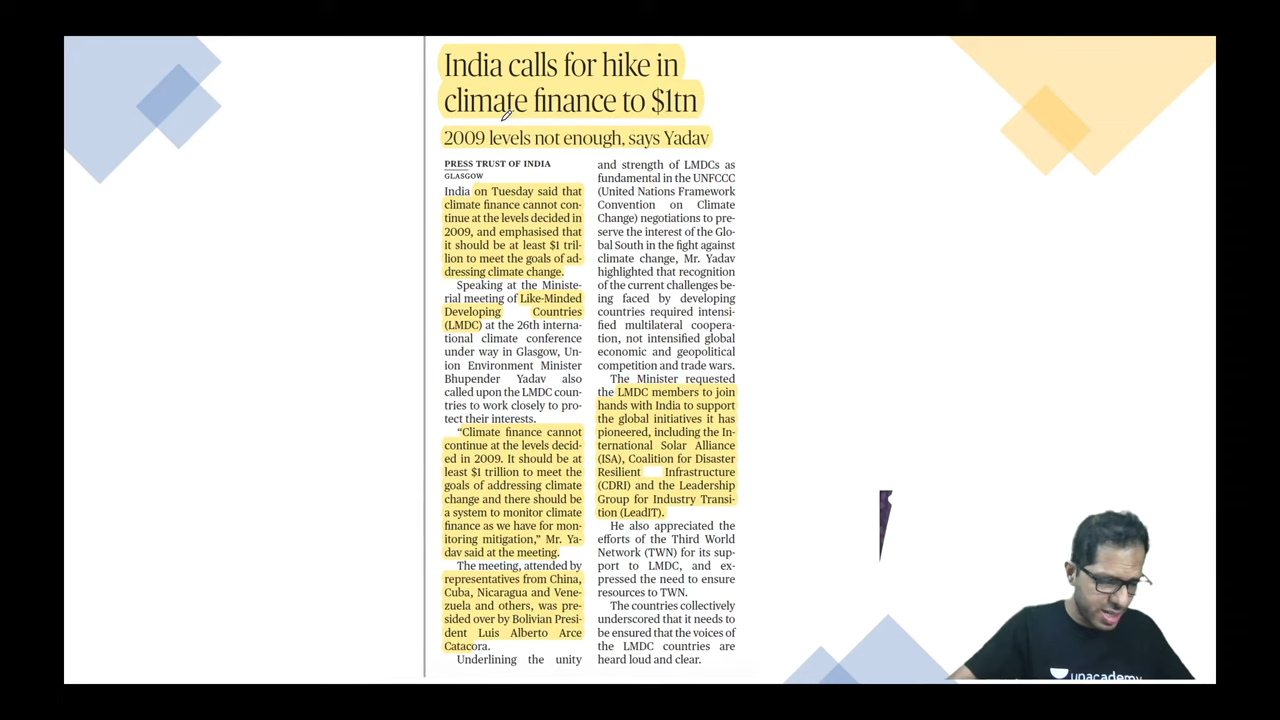 India calls for hike in
climate finance to $1tn
2009 levels not enough, says Yadav
PRESS TRUST OF INDIA
GLASGOW
India on Tuesday said that
climate finance cannot con-
tinue at the levels decided in
2009, and emphasised that
it should be at least $1 tril-
lion to meet the goals of ad-
dressing climate change.
Speaking at the Ministe-
rial meeting of Like-Minded
Developing Countries
(LMDC) at the 26th interna-
tional climate conference
under way in Glasgow, Un-
ion Environment Minister
Bhupender Yadav also
called upon the LMDC coun-
tries to work closely to pro-
tect their interests.
“Climate finance cannot
continue at the levels decid-
ed in 2009. It should be at
least $1 trillion to meet the
goals of addressing climate
change and there should be
a system to monitor climate
finance as we have for mon-
itoring mitigation,” Mr. Ya-
dav said at the meeting.
The meeting, attended by
representatives from China,
Cuba, Nicaragua and Vene-
zuela and others, was pre-
sided over by Bolivian Presi-
dent Luis Alberto Arce
Catacora.
Underlining the unity
and strength of LMDCs as
fundamental in the UNFCCC
(United Nations Framework
Convention on Climate
Change) negotiations to pre-
serve the interest of the Glo-
bal South in the fight against
climate change, Mr. Yadav
highlighted that recognition
of the current challenges be-
ing faced by developing
countries required intensi-
fied multilateral coopera-
tion, not intensified global
economic and geopolitical
competition and trade wars.
The Minister requested
the LMDC members to join
hands with India to support
the global initiatives it has
pioneered, including the In-
ternational Solar Alliance
(ISA), Coalition for Disaster
Resilient Infrastructure
(CDRI) and the Leadership
Group for Industry Transi-
tion (LeadIT).
He also appreciated the
efforts of the Third World
Network (TWN) for its sup-
port to LMDC, and ex-
pressed the need to ensure
resources to TWN.
The countries collectively
underscored that it needs to
be ensured that the voices of
the LMDC countries are
heard loud and clear.
unacademy